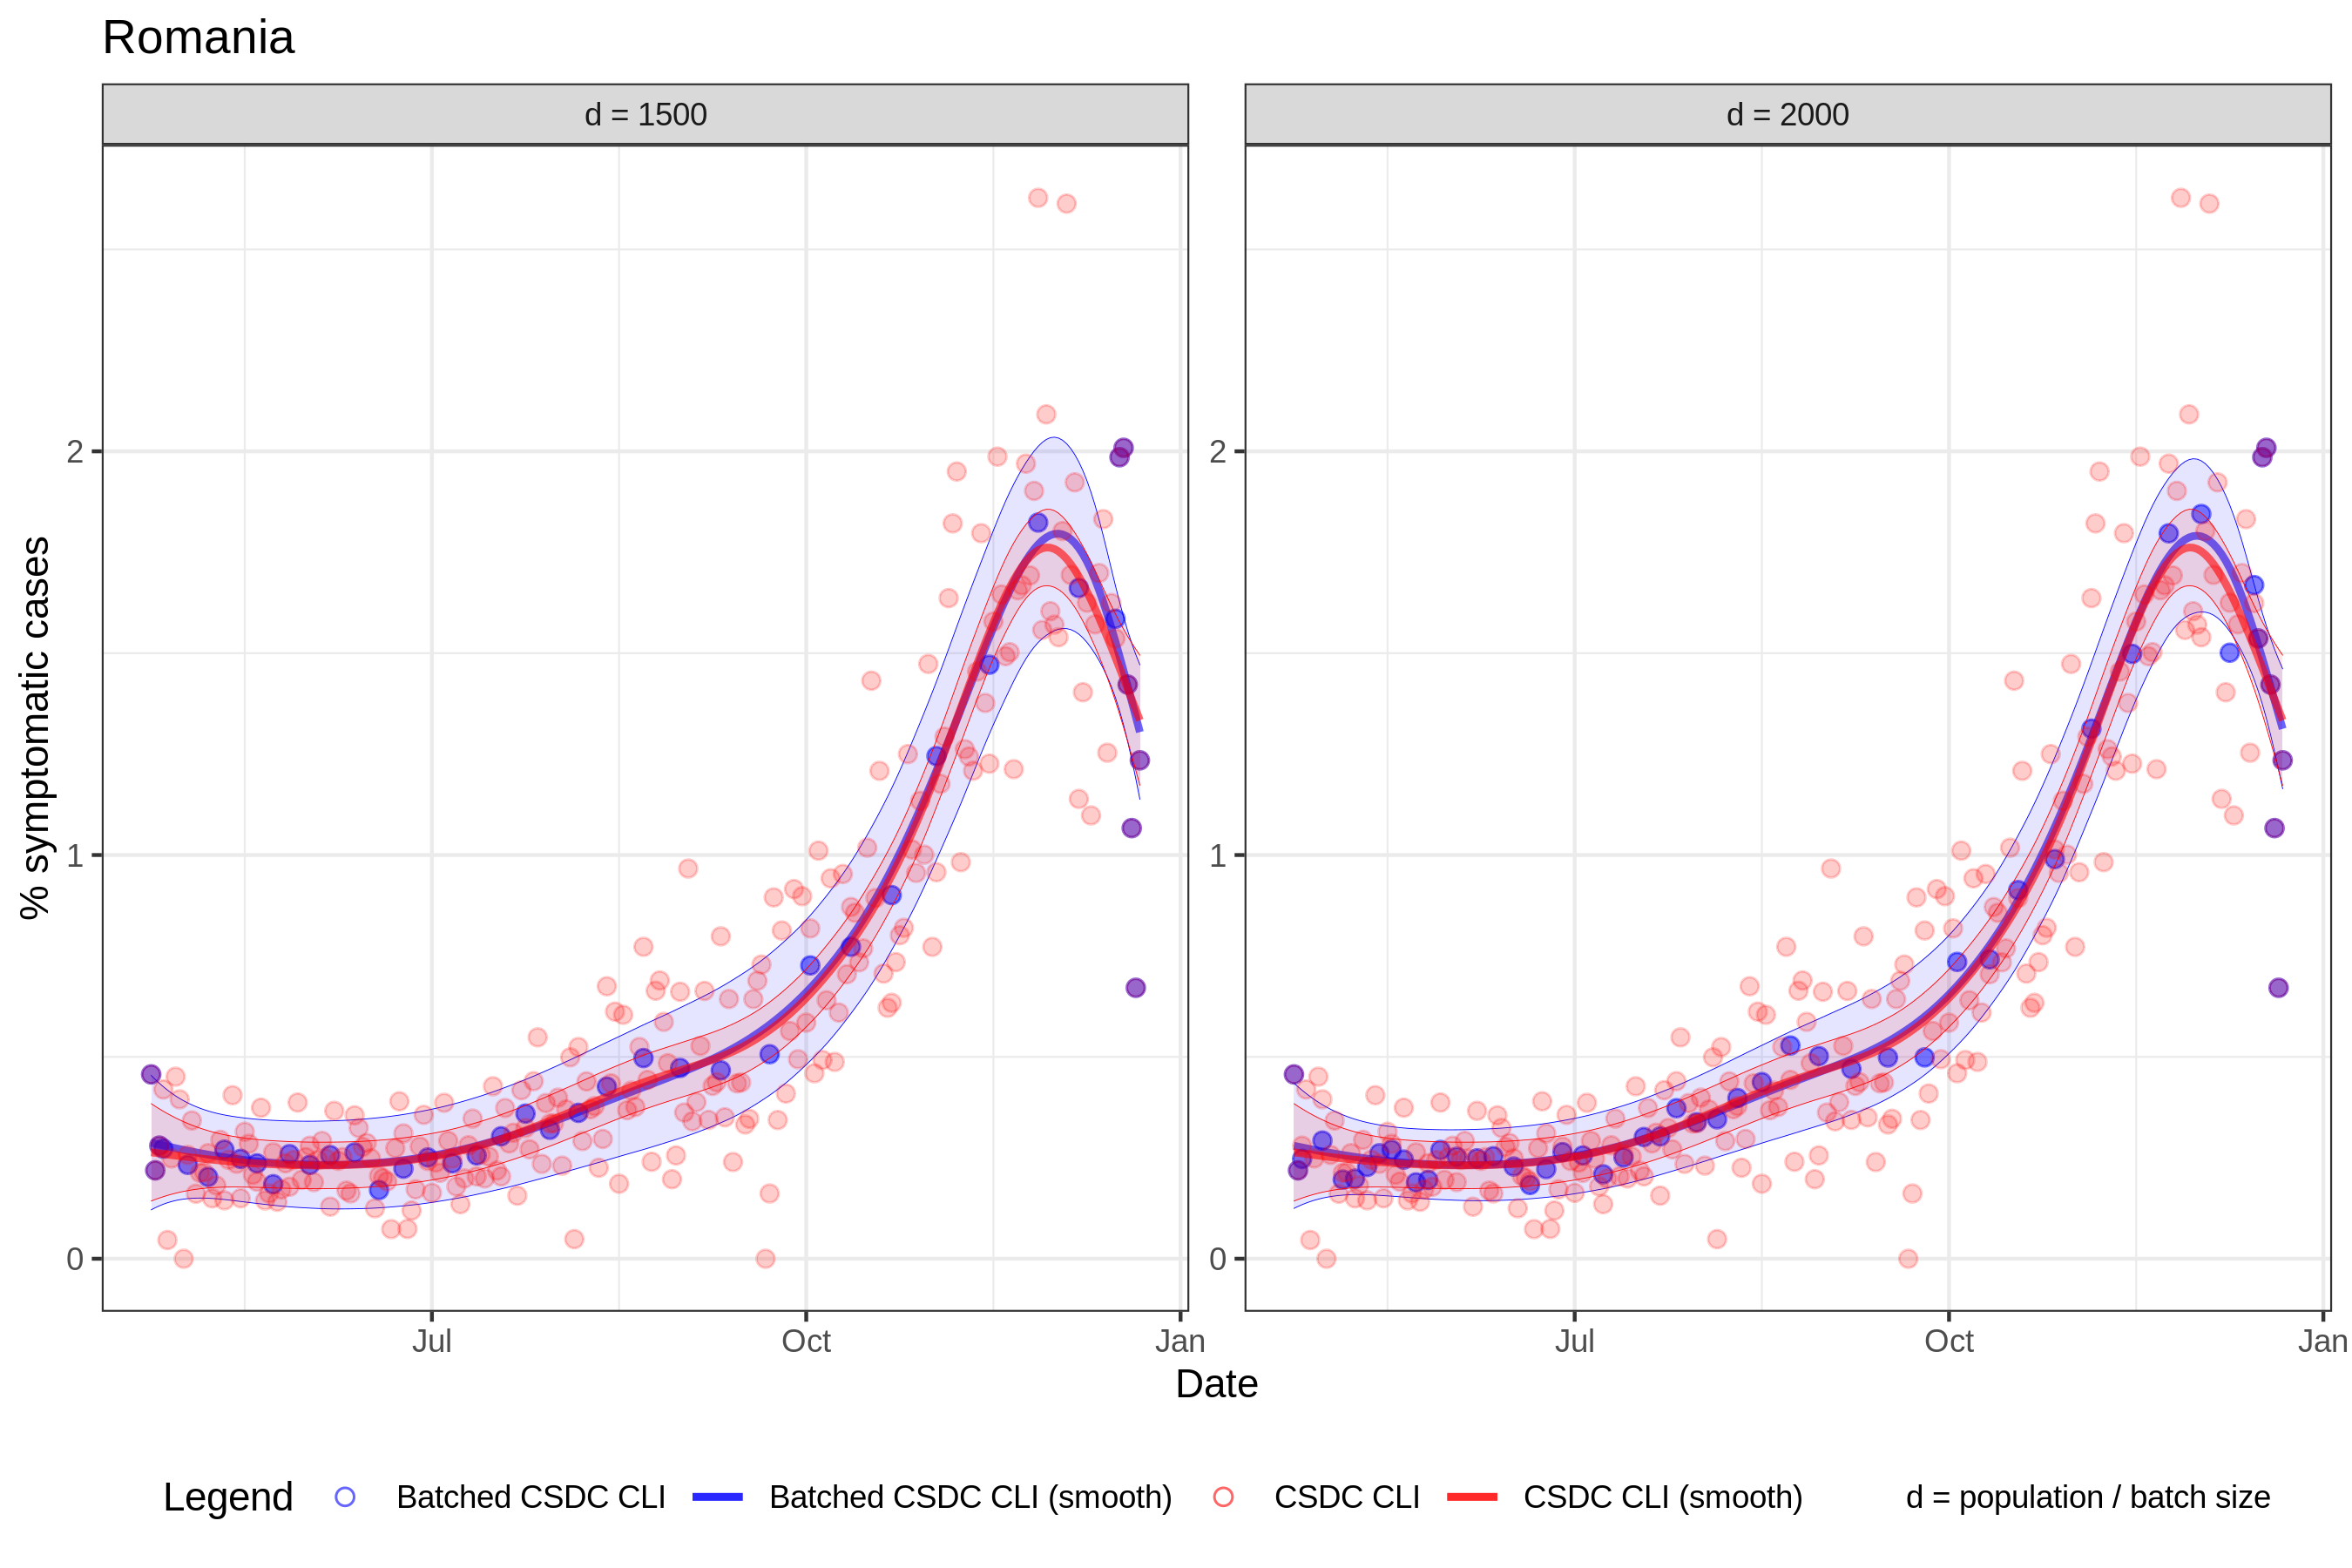 Romania
d = 1500
d = 2000
% symptomatic cases
2
1
0
2
1
0
Jul
Oct
Jan
Jul
Oct
Jan
Date
Legend
Batched CSDC CLI
Batched CSDC CLI (smooth)
CSDC CLI
CSDC CLI (smooth)
d = population / batch size